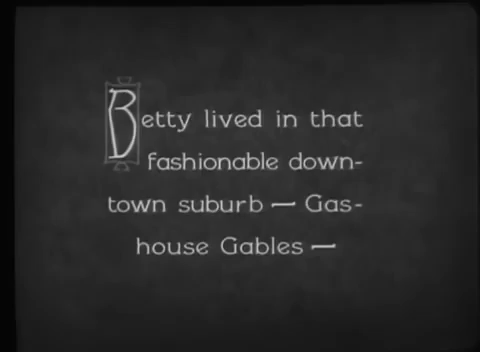 Betty lived in that
fashionable down-
town suburb — Gas-
house Gables —